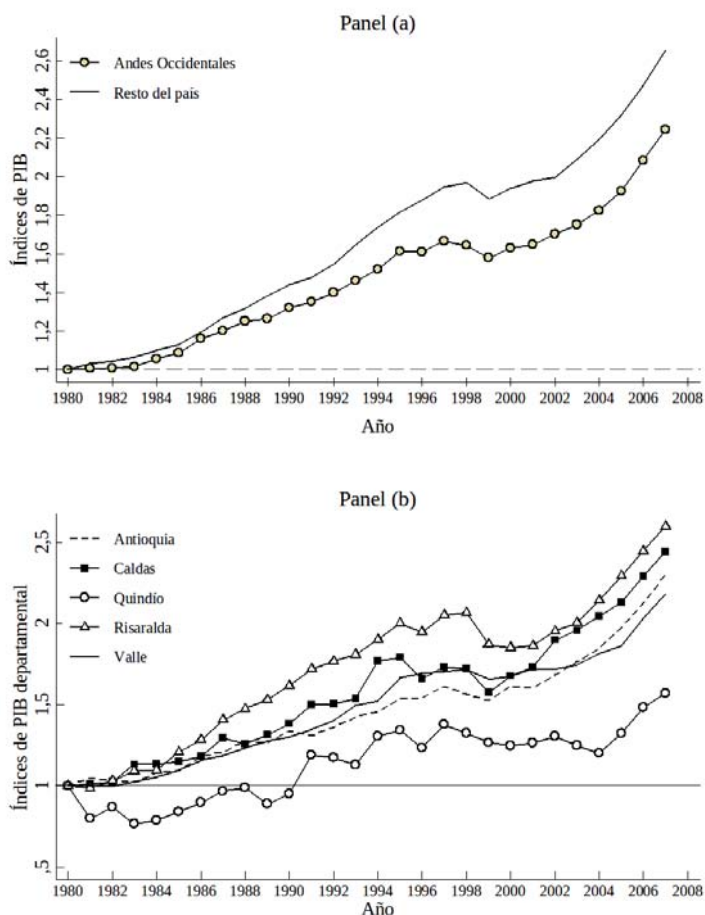 Panel (a)
Andes Occidentales
Resto del país
Índices de PIB
2,6
2,4
2,2
2
1,8
1,6
1,4
1,2
1
1980 1982 1984 1986 1988 1990 1992 1994 1996 1998 2000 2002 2004 2006 2008
Año
Panel (b)
Antioquia
Caldas
Quindío
Risaralda
Valle
Índices de PIB departamental
2,5
2
1,5
1
,5
1980 1982 1984 1986 1988 1990 1992 1994 1996 1998 2000 2002 2004 2006 2008
Año